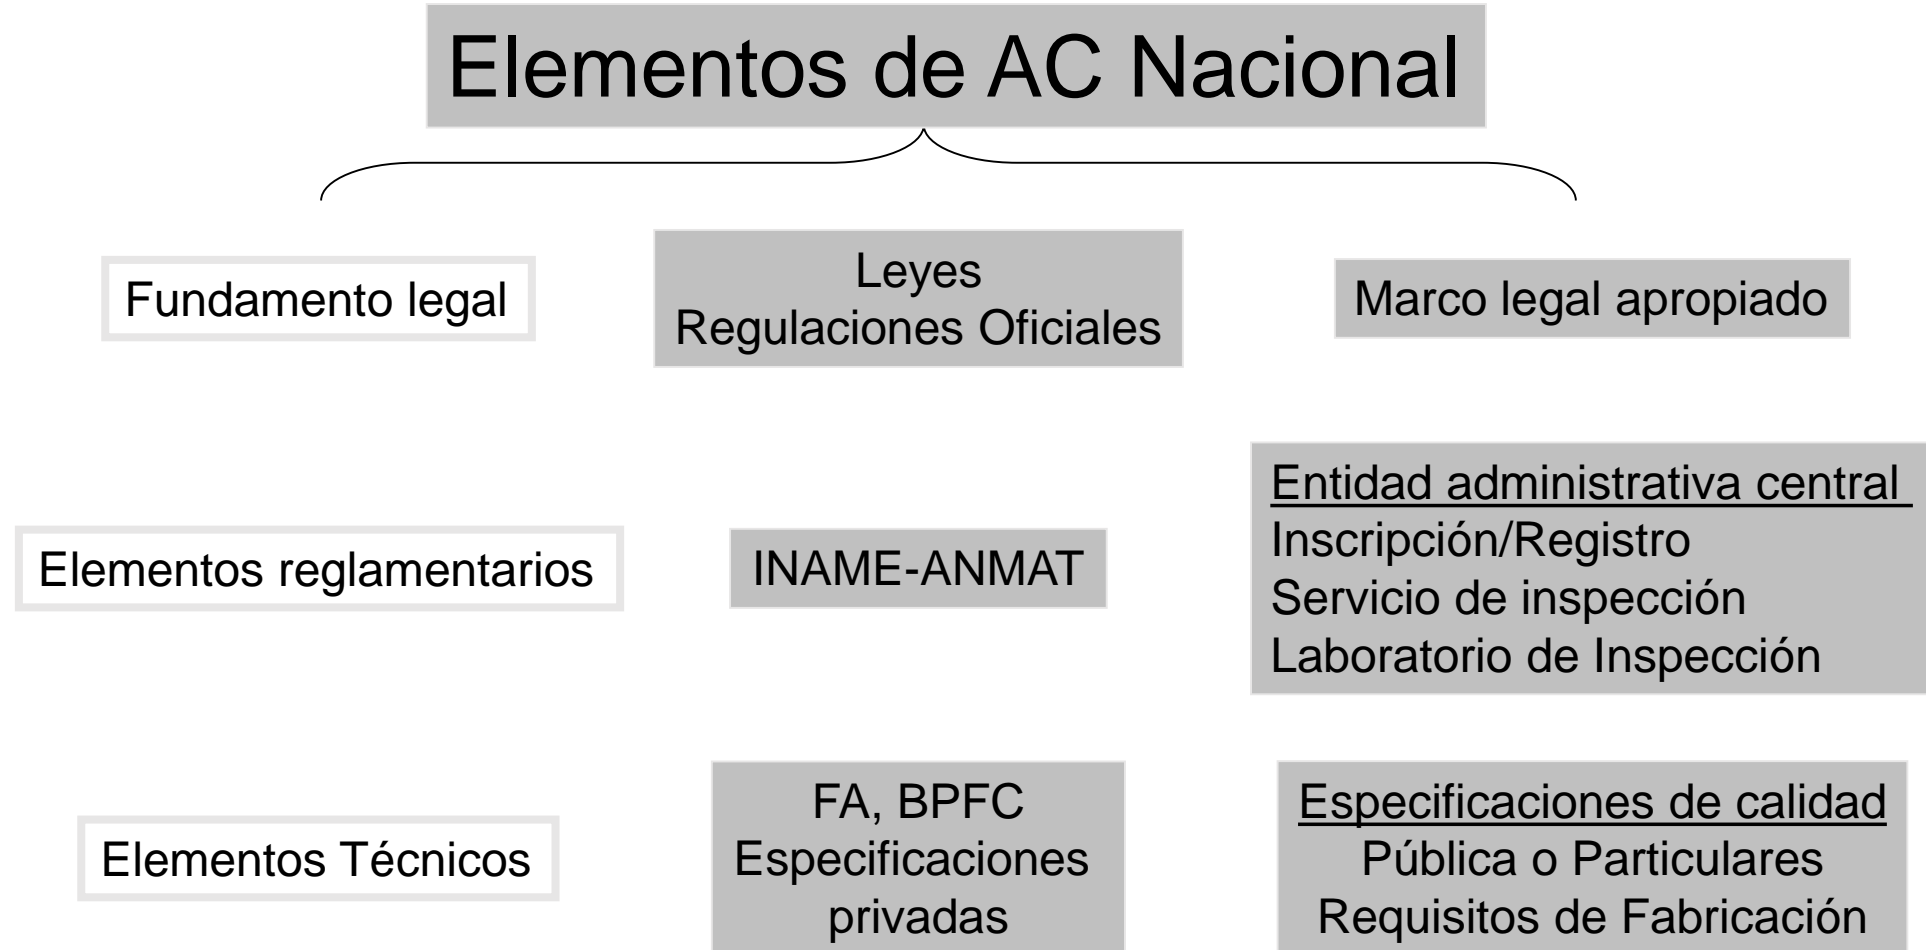 Elementos de AC Nacional
Fundamento legal
Leyes
Regulaciones Oficiales
Marco legal apropiado
Elementos reglamentarios
INAME-ANMAT
Entidad administrativa central
Inscripción/Registro
Servicio de inspección
Laboratorio de Inspección
Elementos Técnicos
FA, BPFC
Especificaciones
privadas
Especificaciones de calidad
Pública o Particulares
Requisitos de Fabricación